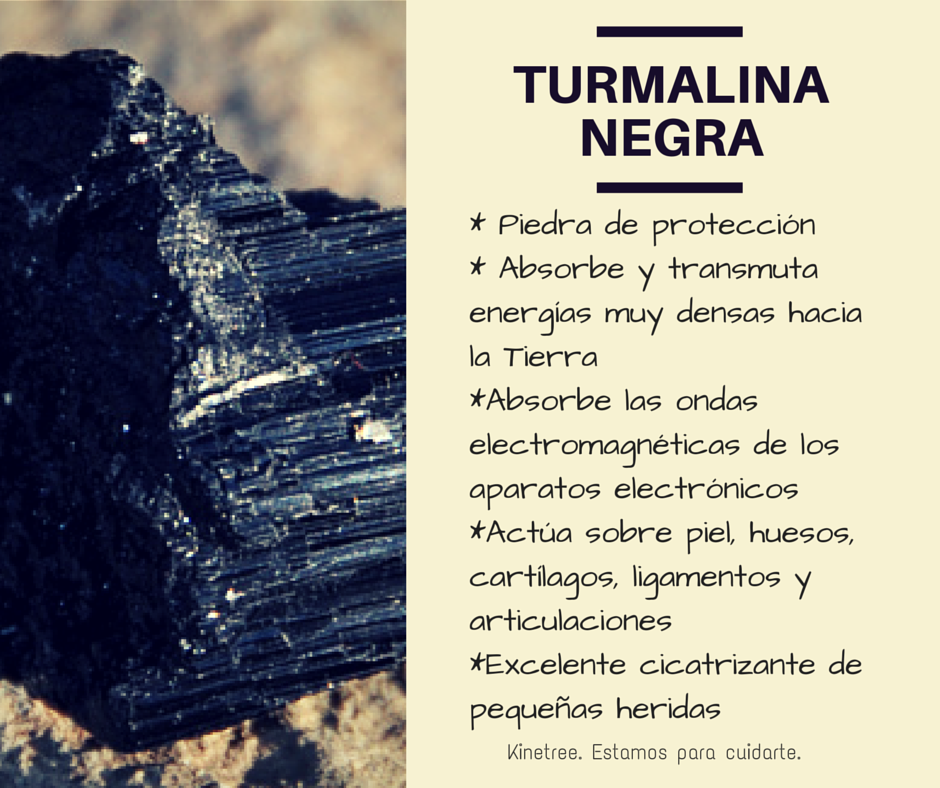 TURMALINA
NEGRA
* Piedra de protección
* Absorbe y transmuta
energías muy densas hacia
la Tierra
*Absorbe las ondas
electromagnéticas de los
aparatos electrónicos
*Actúa sobre piel, huesos,
cartílagos, ligamentos y
articulaciones
*Excelente cicatrizante de
pequeñas heridas
Kinetree. Estamos para cuidarte.